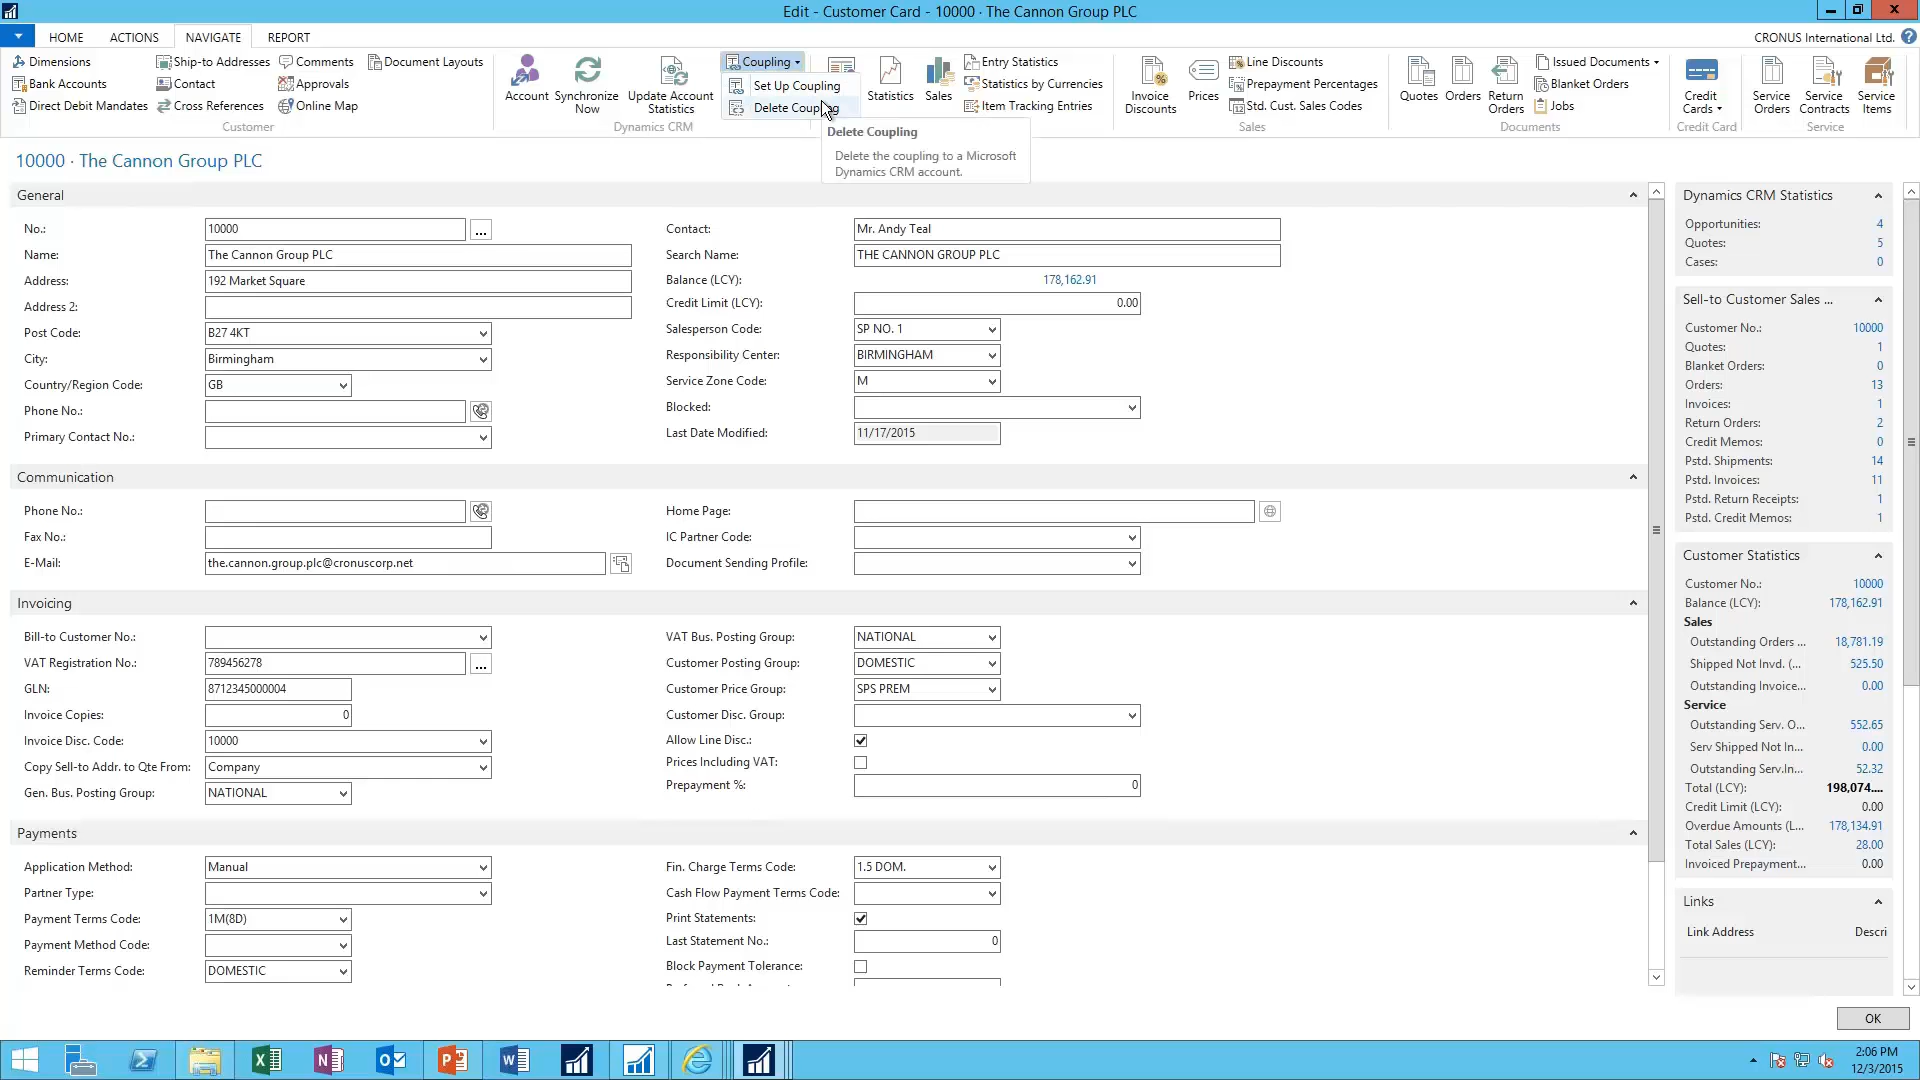 Edit - Customer Card - 10000 · The Cannon Group PLC
HOME ACTIONS NAVIGATE REPORT
CRONUS International Ltd.
Dimensions
Bank Accounts
Direct Debit Mandates
Ship-to Addresses
Contact
Cross References
Comments
Approvals
Online Map
Document Layouts
Customer
Account
Synchronize Now
Update Account Statistics
Coupling
Set Up Coupling
Delete Coupling
Dynamics CRM
Delete Coupling
Delete the coupling to a Microsoft
Dynamics CRM account.
Statistics
Sales
Entry Statistics
Statistics by Currencies
Item Tracking Entries
Invoice Discounts
Prices
Line Discounts
Prepayment Percentages
Std. Cust. Sales Codes
Sales
Quotes
Orders
Return Orders
Issued Documents
Blanket Orders
Jobs
Documents
Credit Cards
Credit Card
Service Orders
Service Contracts
Service Items
Service
10000 · The Cannon Group PLC
General
No.: 10000 ...
Name: The Cannon Group PLC
Address: 192 Market Square
Address 2:
Post Code: B27 4KT
City: Birmingham
Country/Region Code: GB
Phone No.:
Primary Contact No.:
Contact: Mr. Andy Teal
Search Name: THE CANNON GROUP PLC
Balance (LCY): 178,162.91
Credit Limit (LCY): 0.00
Salesperson Code: SP NO. 1
Responsibility Center: BIRMINGHAM
Service Zone Code: M
Blocked:
Last Date Modified: 11/17/2015
Communication
Phone No.:
Fax No.:
E-Mail: the.cannon.group.plc@cronuscorp.net
Home Page:
IC Partner Code:
Document Sending Profile:
Invoicing
Bill-to Customer No.:
VAT Registration No.: 789456278 ...
GLN: 8712345000004
Invoice Copies: 0
Invoice Disc. Code: 10000
Copy Sell-to Addr. to Qte From: Company
Gen. Bus. Posting Group: NATIONAL
VAT Bus. Posting Group: NATIONAL
Customer Posting Group: DOMESTIC
Customer Price Group: SPS PREM
Customer Disc. Group:
Allow Line Disc.:
Prices Including VAT:
Prepayment %: 0
Payments
Application Method: Manual
Partner Type:
Payment Terms Code: 1M(8D)
Payment Method Code:
Reminder Terms Code: DOMESTIC
Fin. Charge Terms Code: 1.5 DOM.
Cash Flow Payment Terms Code:
Print Statements:
Last Statement No.: 0
Block Payment Tolerance:
Dynamics CRM Statistics
Opportunities: 4
Quotes: 5
Cases: 0
Sell-to Customer Sales ...
Customer No.: 10000
Quotes: 1
Blanket Orders: 0
Orders: 13
Invoices: 1
Return Orders: 2
Credit Memos: 0
Pstd. Shipments: 14
Pstd. Invoices: 11
Pstd. Return Receipts: 1
Pstd. Credit Memos: 1
Customer Statistics
Customer No.: 10000
Balance (LCY): 178,162.91
Sales
Outstanding Orders ... 18,781.19
Shipped Not Invd. (... 525.50
Outstanding Invoice... 0.00
Service
Outstanding Serv. O... 552.65
Serv Shipped Not In... 0.00
Outstanding Serv.In... 52.32
Total (LCY): 198,074....
Credit Limit (LCY): 0.00
Overdue Amounts (L... 178,134.91
Total Sales (LCY): 28.00
Invoiced Prepayment... 0.00
Links
Link Address Descri
OK
2:06 PM
12/3/2015